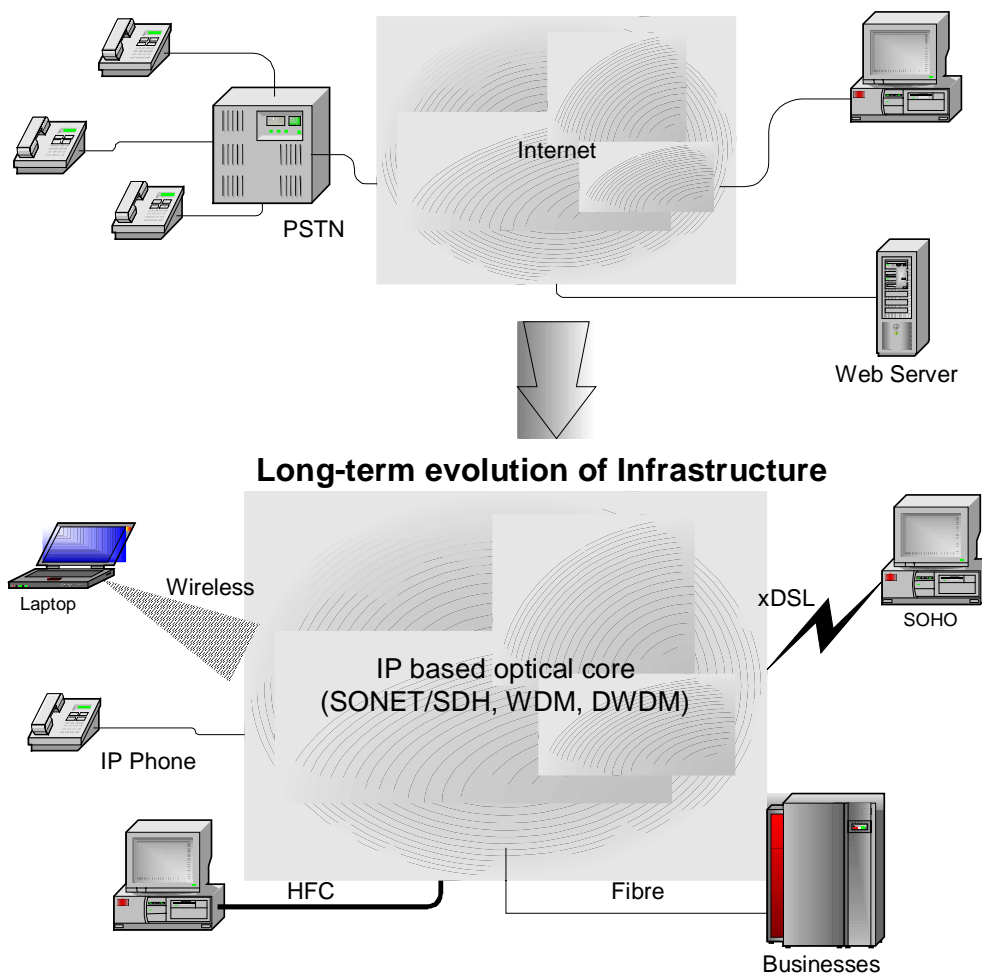 Internet
PSTN
Web Server
Long-term evolution of Infrastructure
Wireless
Laptop
xDSL
SOHO
IP based optical core
(SONET/SDH, WDM, DWDM)
IP Phone
HFC
Fibre
Businesses